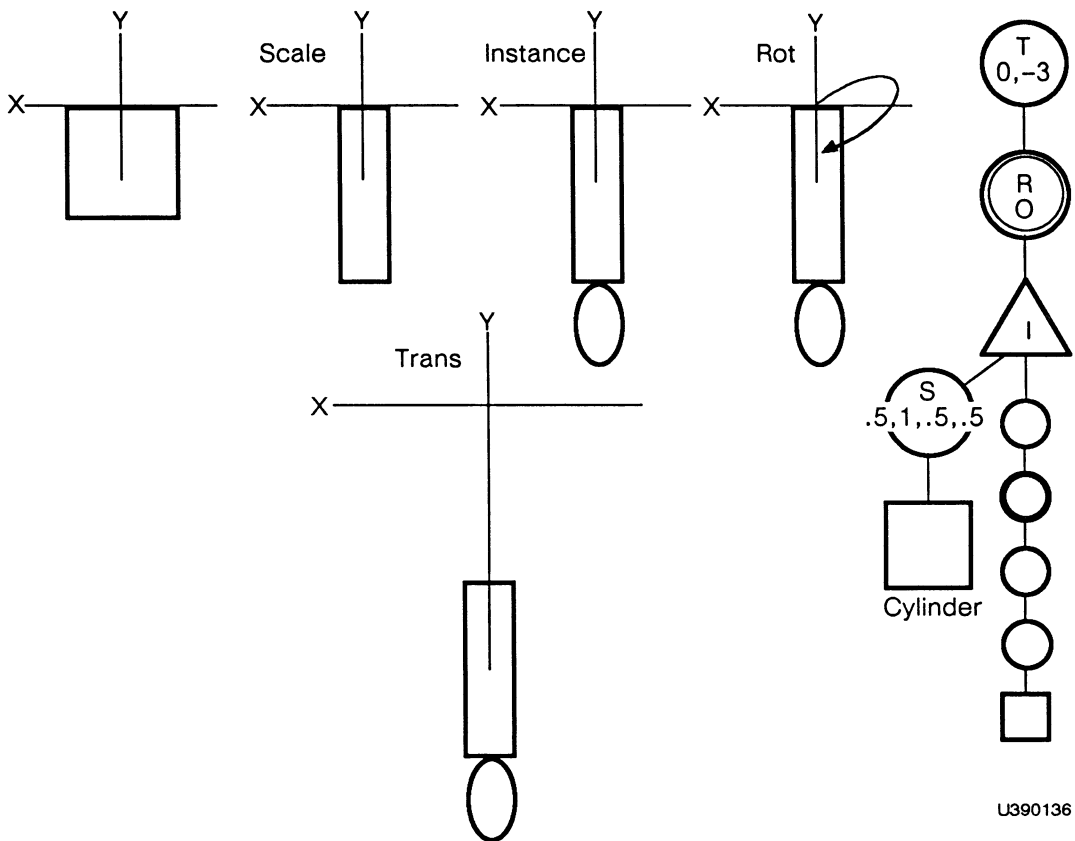 Y
X
Scale
Y
X
Instance
Y
X
Rot
Y
X
T
0,-3
R
O
I
S
.5,1,.5,.5
Cylinder
Trans
Y
X
U390136